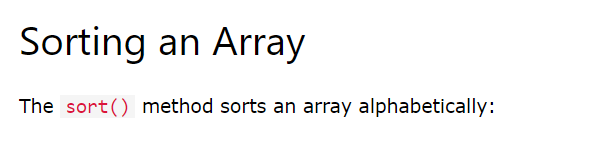 Sorting an Array
The sort() method sorts an array alphabetically: